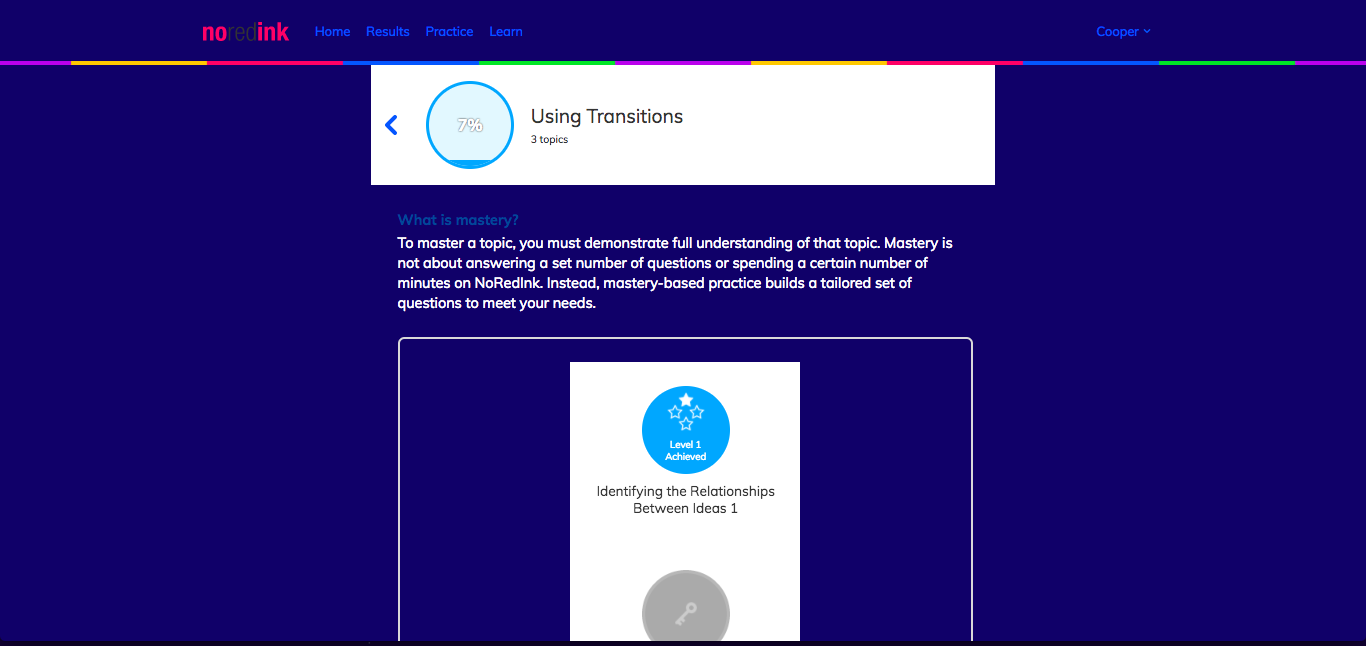 noredink Home Results Practice Learn Cooper
7%
Using Transitions
3 topics
What is mastery?
To master a topic, you must demonstrate full understanding of that topic. Mastery is
not about answering a set number of questions or spending a certain number of
minutes on NoRedInk. Instead, mastery-based practice builds a tailored set of
questions to meet your needs.
Level 1
Achieved
Identifying the Relationships
Between Ideas 1